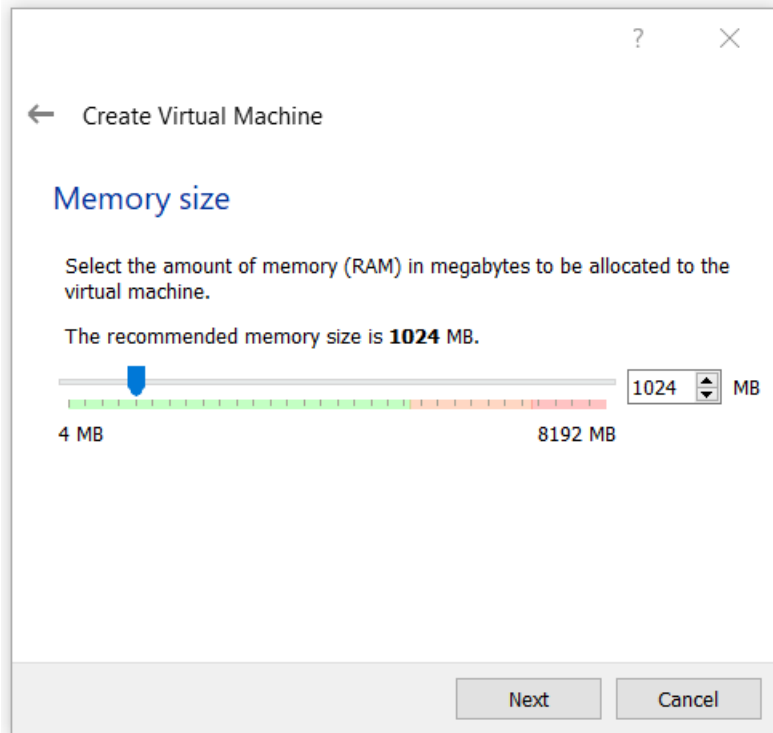 ?
Create Virtual Machine
Memory size
Select the amount of memory (RAM) in megabytes to be allocated to the
virtual machine.
The recommended memory size is 1024 MB.
1024 MB
4 MB 8192 MB
Next Cancel